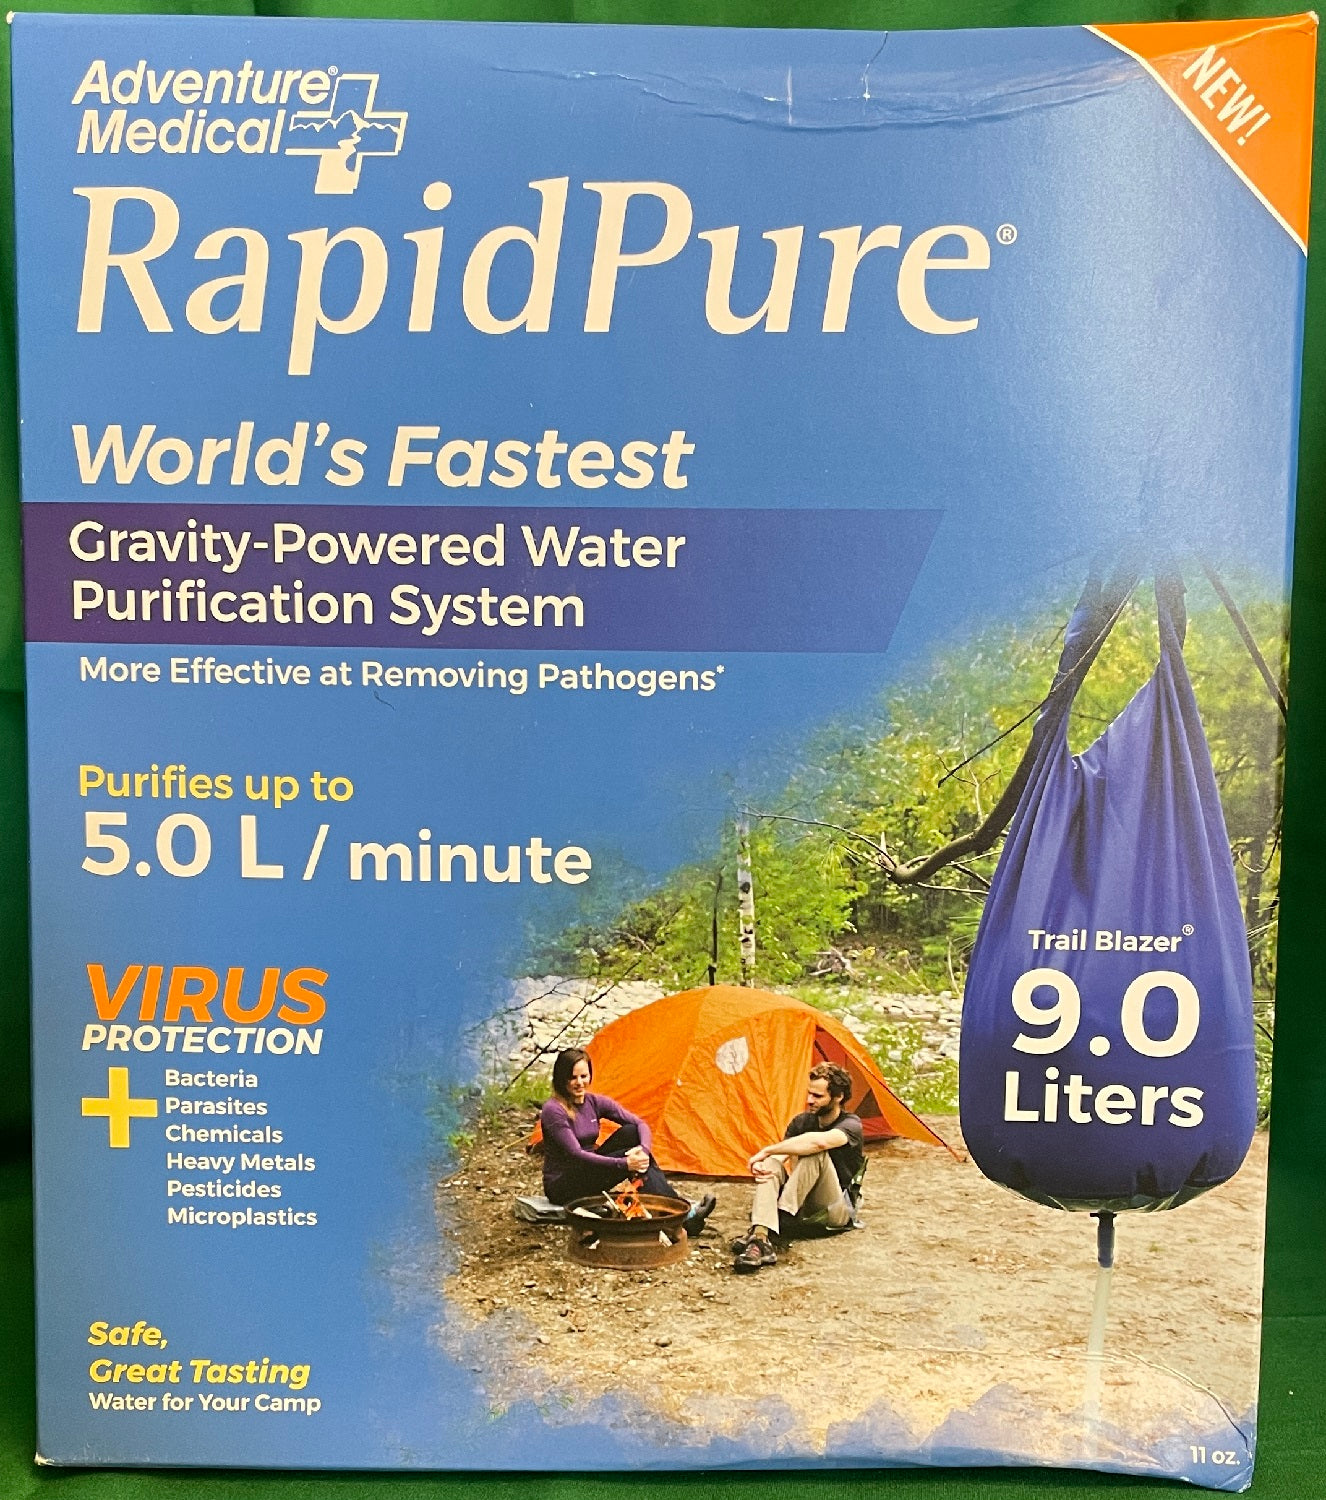 Adventure®
Medical
NEW!
RapidPure®
World's Fastest
Gravity-Powered Water
Purification System
More Effective at Removing Pathogens*
Purifies up to
5.0 L / minute
VIRUS
PROTECTION
+
Bacteria
Parasites
Chemicals
Heavy Metals
Pesticides
Microplastics
Safe,
Great Tasting
Water for Your Camp
Trail Blazer®
9.0
Liters
11 oz.